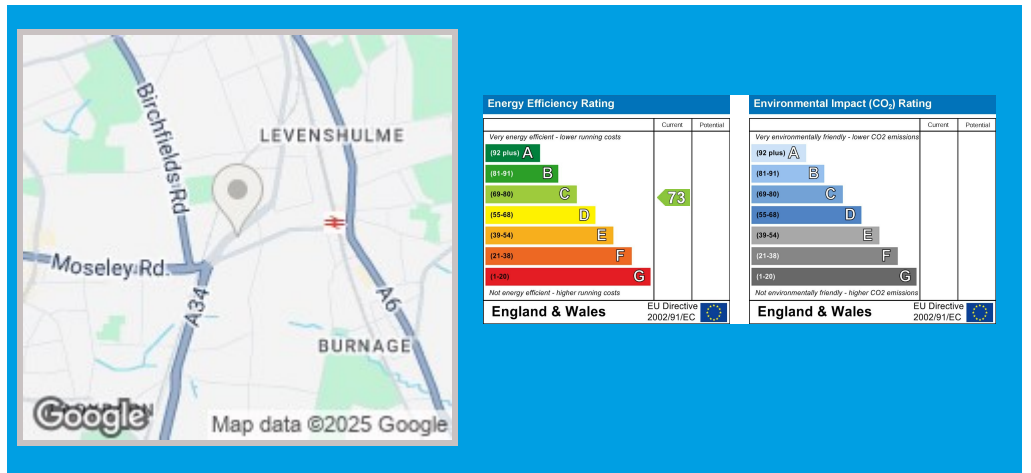 Birchfields Rd
LEVENSHULME
Moseley Rd.
A34
A6
BURNAGE
Google
Map data ©2025 Google
Energy Efficiency Rating
Current Potential
Very energy efficient - lower running costs
(92 plus) A
(81-91) B
(69-80) C 73
(55-68) D
(39-54) E
(21-38) F
(1-20) G
Not energy efficient - higher running costs
England & Wales
EU Directive
2002/91/EC
Environmental Impact (CO₂) Rating
Current Potential
Very environmentally friendly - lower CO2 emissions
(92 plus) A
(81-91) B
(69-80) C
(55-68) D
(39-54) E
(21-38) F
(1-20) G
Not environmentally friendly - higher CO2 emissions
England & Wales
EU Directive
2002/91/EC